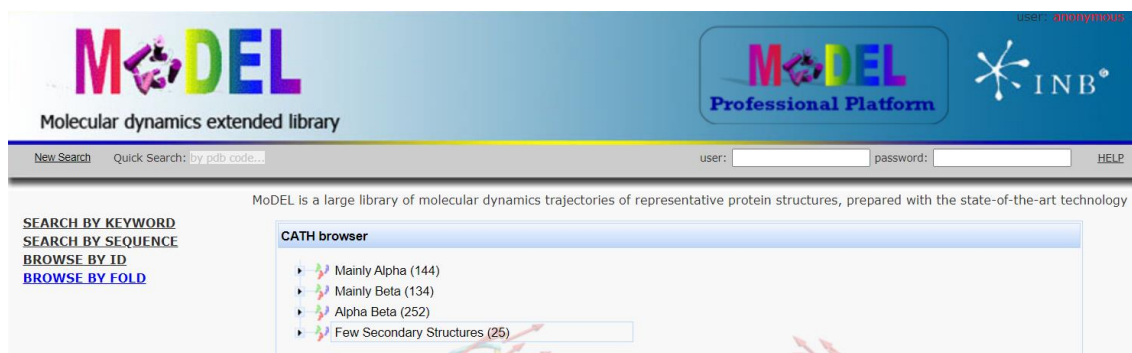 user: anonymous
MoDEL
Molecular dynamics extended library
MoDEL
Professional Platform
INB®
New Search Quick Search: by pdb code... user: password: HELP
MoDEL is a large library of molecular dynamics trajectories of representative protein structures, prepared with the state-of-the-art technology
SEARCH BY KEYWORD
SEARCH BY SEQUENCE
BROWSE BY ID
BROWSE BY FOLD
CATH browser
Mainly Alpha (144)
Mainly Beta (134)
Alpha Beta (252)
Few Secondary Structures (25)